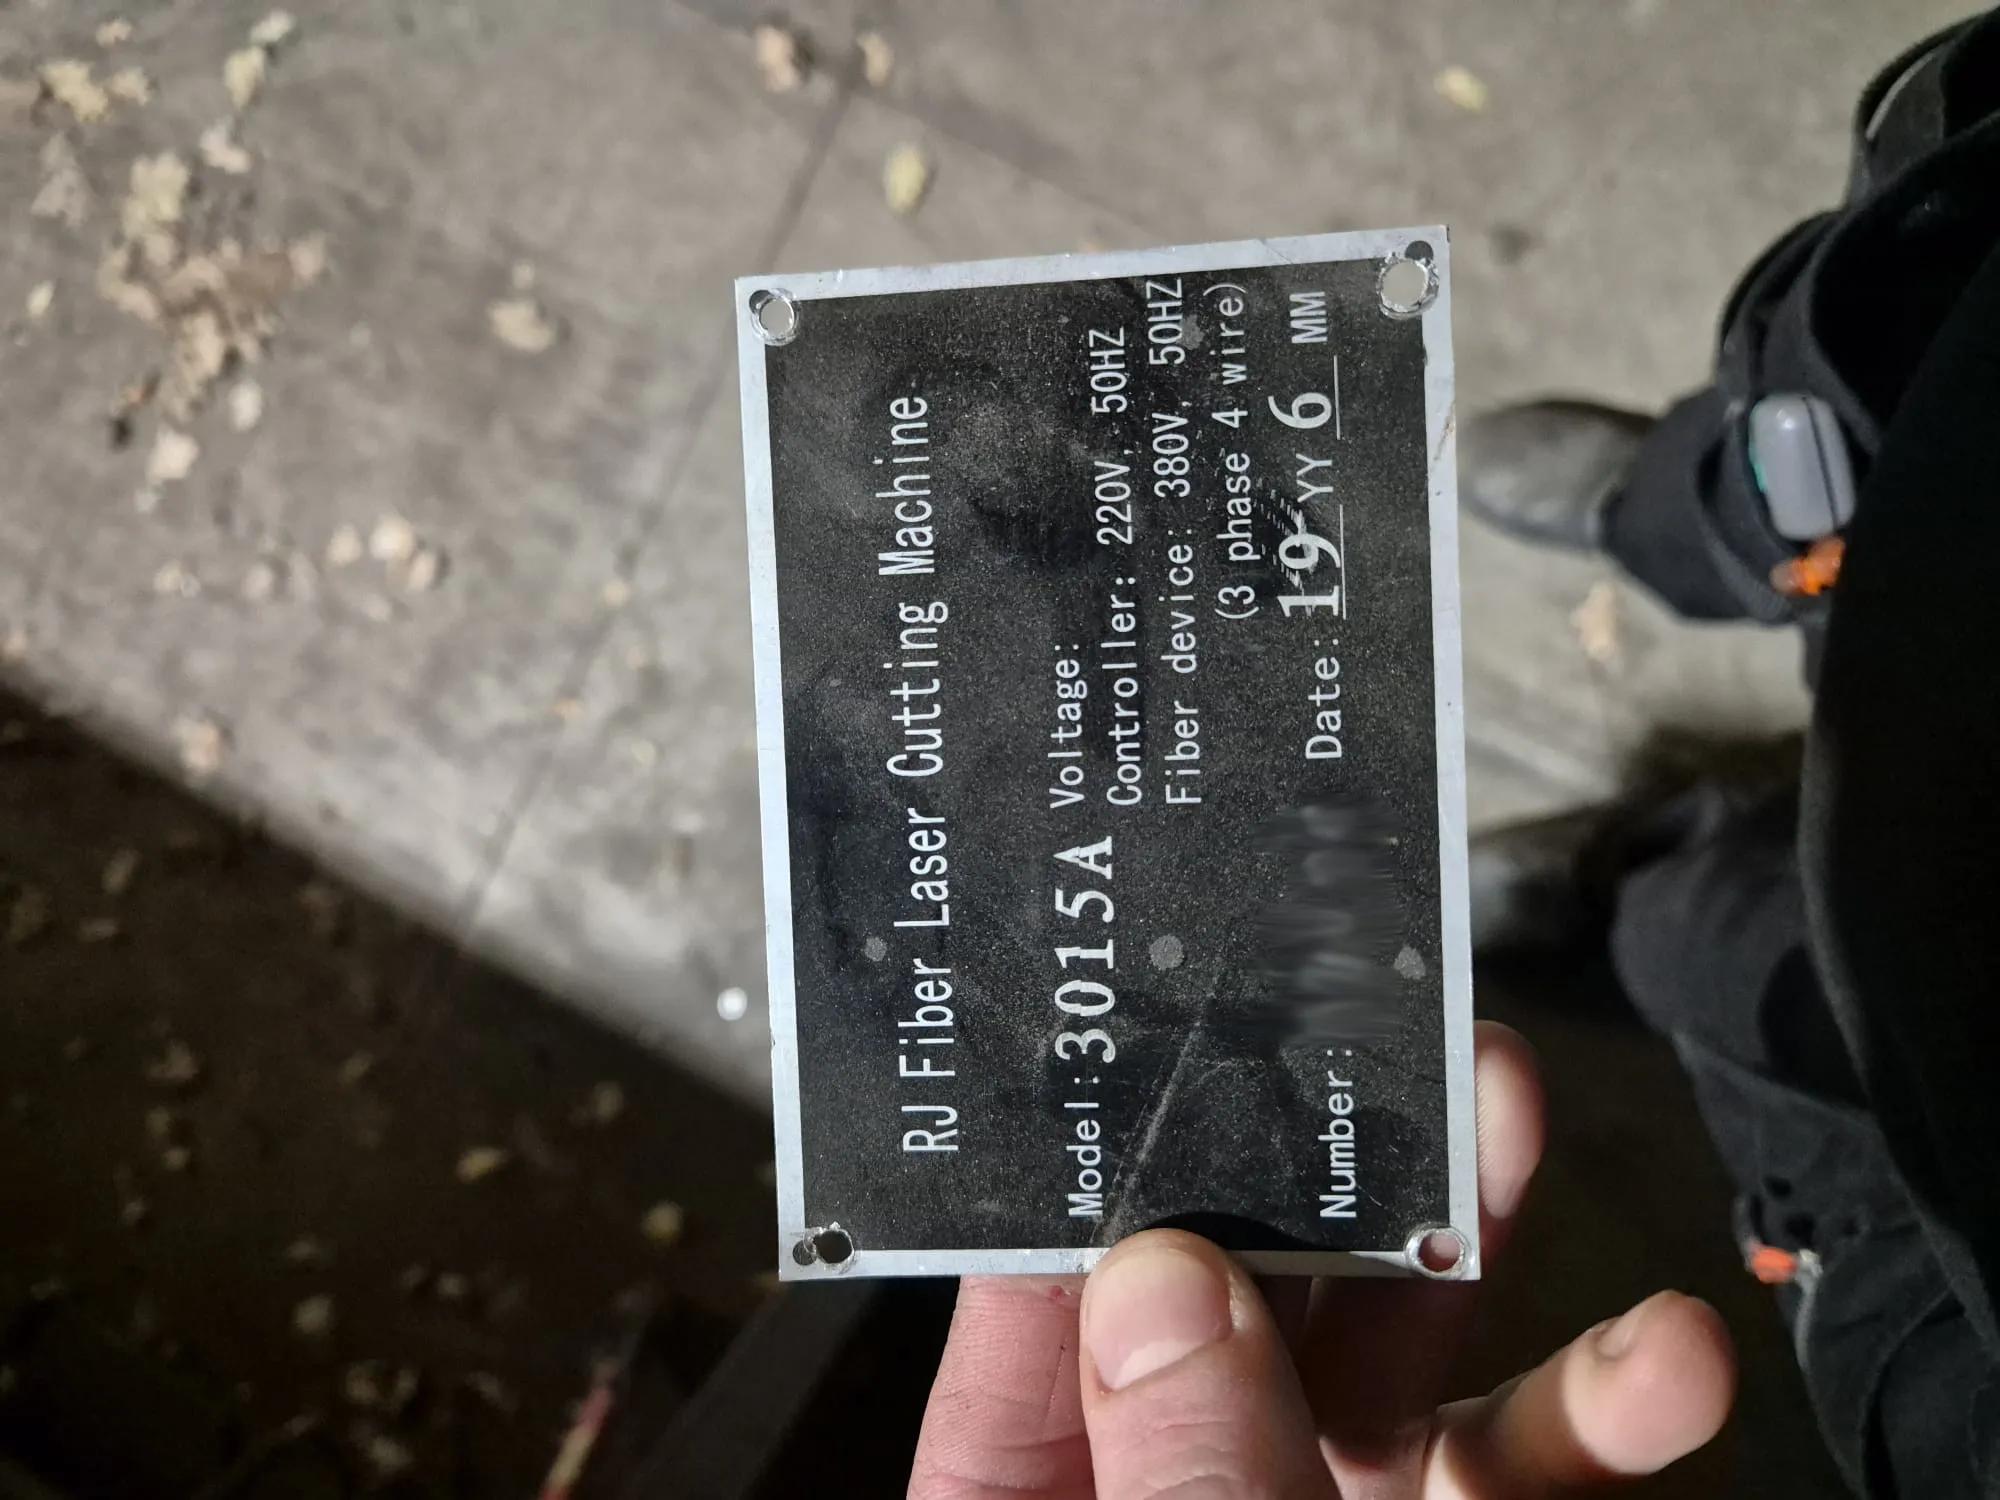 RJ Fiber Laser Cutting Machine
Model: 3015A Voltage:
Controller: 220V, 50HZ
Fiber device: 380V, 50HZ
(3 phase 4 wire)
Number: Date: 19 YY 6 MM